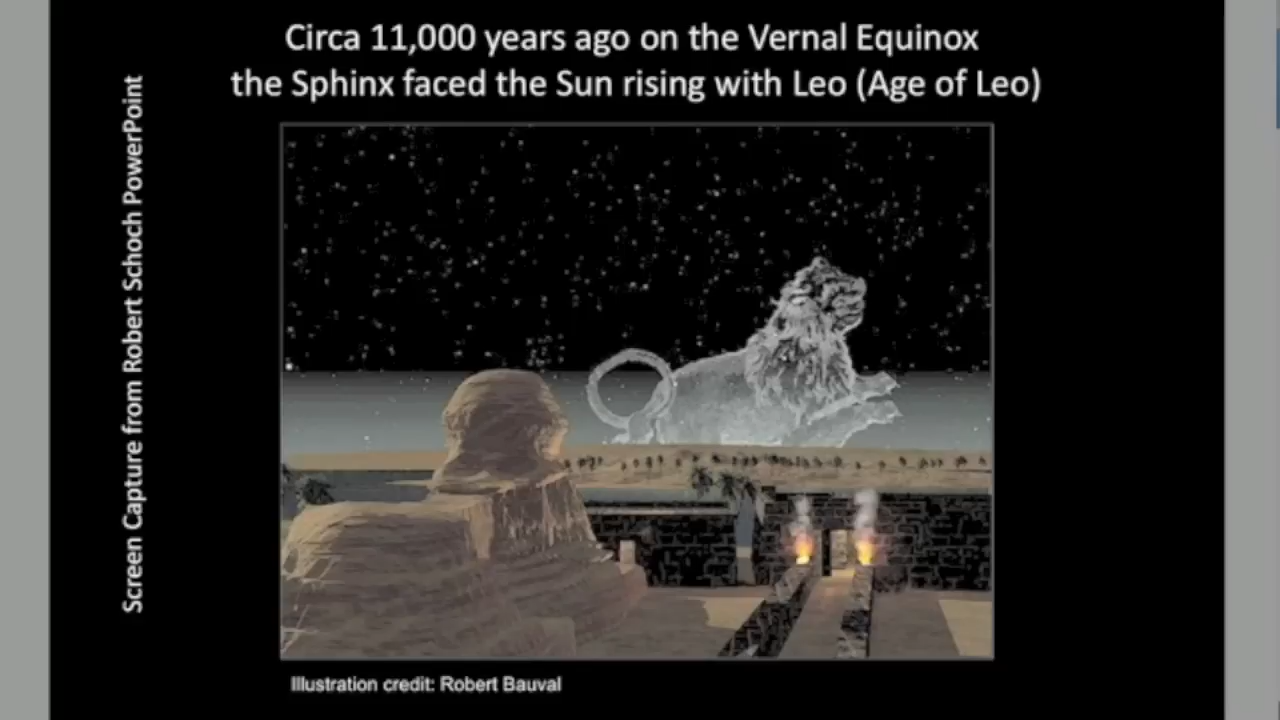 Circa 11,000 years ago on the Vernal Equinox
the Sphinx faced the Sun rising with Leo (Age of Leo)
Screen Capture from Robert Schoch PowerPoint
Illustration credit: Robert Bauval